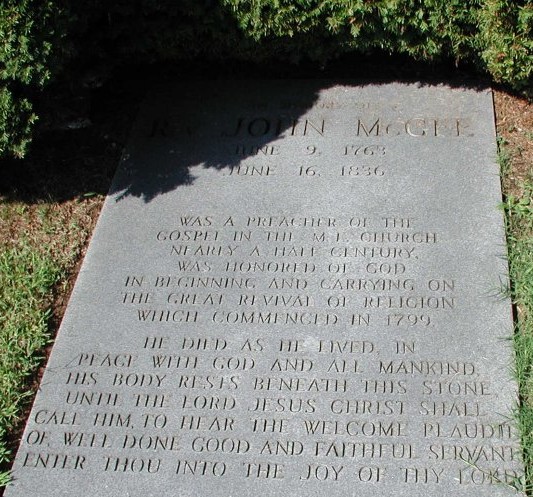 REV. JOHN McGEE
JUNE 9, 1763
JUNE 16, 1836
WAS A PREACHER OF THE
GOSPEL IN THE M.E. CHURCH
NEARLY A HALF CENTURY,
WAS HONORED OF GOD
IN BEGINNING AND CARRYING ON
THE GREAT REVIVAL OF RELIGION
WHICH COMMENCED IN 1799.
HE DIED AS HE LIVED, IN
PEACE WITH GOD AND ALL MANKIND.
HIS BODY RESTS BENEATH THIS STONE
UNTIL THE LORD JESUS CHRIST SHALL
CALL HIM, TO HEAR THE WELCOME PLAUDIT
OF, WELL DONE GOOD AND FAITHFUL SERVANT
ENTER THOU INTO THE JOY OF THY LORD